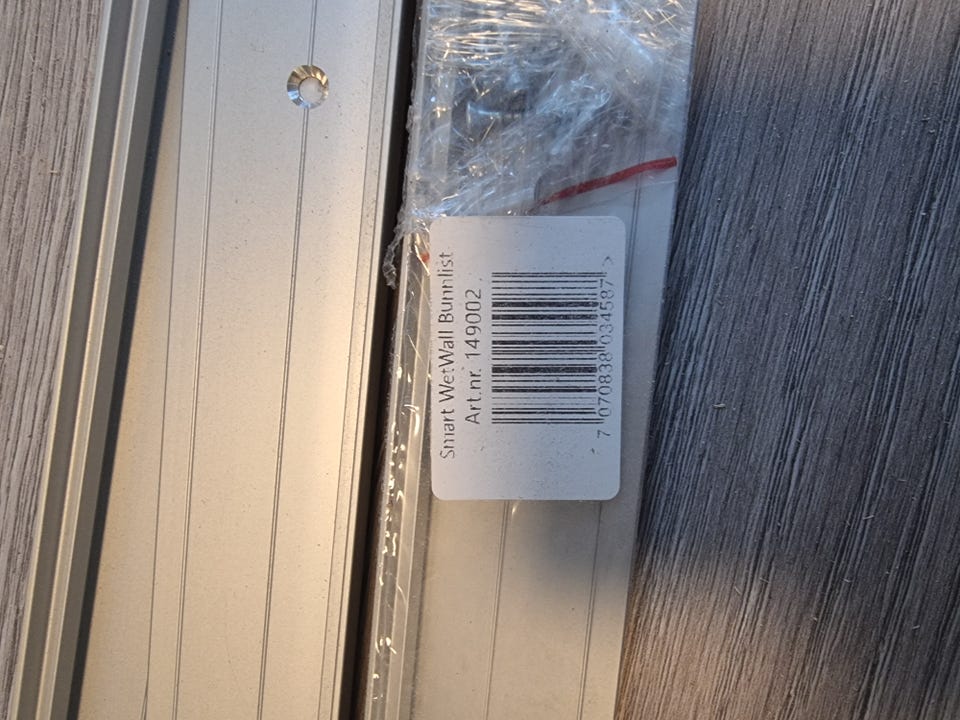 Smart WetWall Bunnlist
Art.nr. 149002
7 070838 034587 >